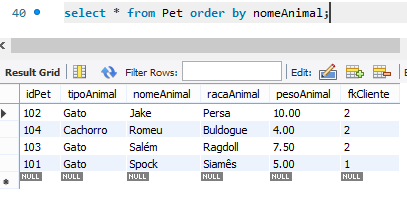 40 select * from Pet order by nomeAnimal;
Result Grid Filter Rows: Edit:
idPet tipoAnimal nomeAnimal racaAnimal pesoAnimal fkCliente
102 Gato Jake Persa 10.00 2
104 Cachorro Romeu Buldogue 4.00 2
103 Gato Salém Ragdoll 7.50 2
101 Gato Spock Siamês 5.00 1
NULL NULL NULL NULL NULL NULL